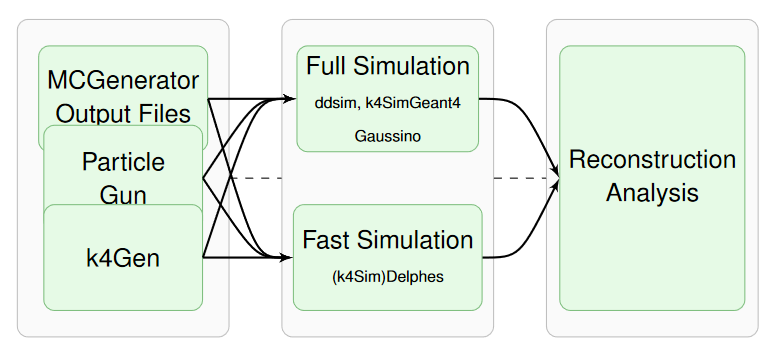 MCGenerator
Output Files
Particle
Gun
k4Gen
Full Simulation
ddsim, k4SimGeant4
Gaussino
Fast Simulation
(k4Sim)Delphes
Reconstruction
Analysis